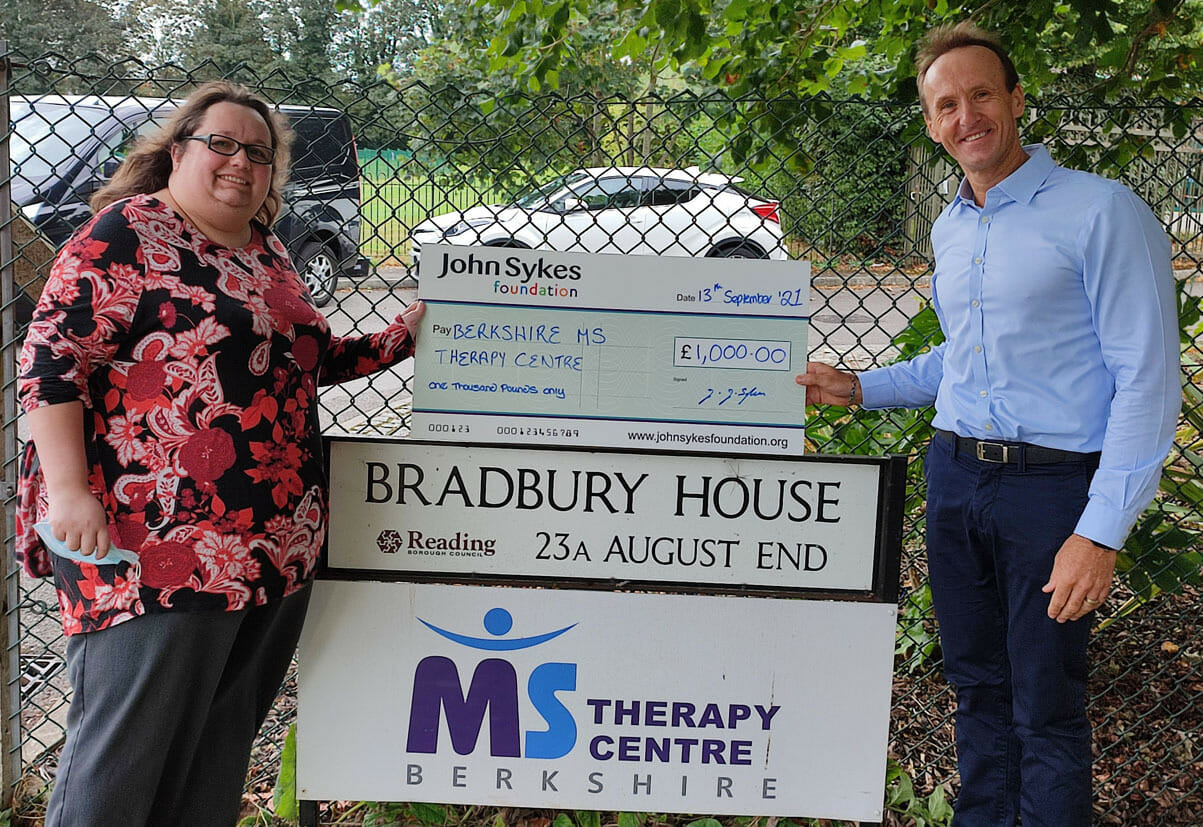 John Sykes
foundation
Date 13th September '21
Pay BERKSHIRE MS
THERAPY CENTRE
£1,000.00
One Thousand Pounds only
Signed
J. J. Sykes
000123 000123456789
www.johnsykesfoundation.org
BRADBURY HOUSE
Reading
BOROUGH COUNCIL
23A AUGUST END
MS THERAPY
CENTRE
BERKSHIRE